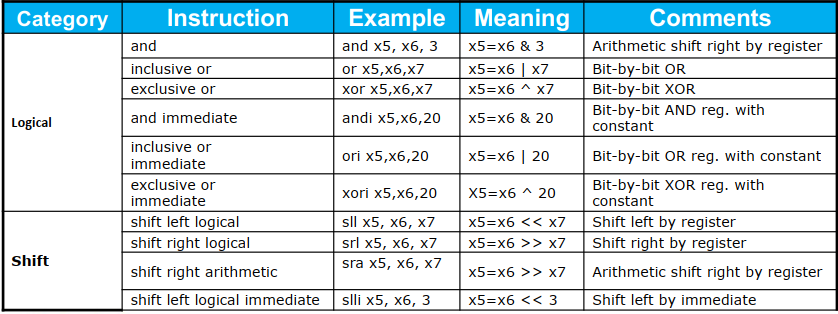 Category Instruction Example Meaning Comments
Logical
and and x5, x6, 3 x5=x6 & 3 Arithmetic shift right by register
inclusive or or x5,x6,x7 x5=x6 | x7 Bit-by-bit OR
exclusive or xor x5,x6,x7 x5=x6 ^ x7 Bit-by-bit XOR
and immediate andi x5,x6,20 x5=x6 & 20 Bit-by-bit AND reg. with
constant
inclusive or
immediate ori x5,x6,20 x5=x6 | 20 Bit-by-bit OR reg. with constant
exclusive or
immediate xori x5,x6,20 X5=x6 ^ 20 Bit-by-bit XOR reg. with
constant
Shift
shift left logical sll x5, x6, x7 x5=x6 << x7 Shift left by register
shift right logical srl x5, x6, x7 x5=x6 >> x7 Shift right by register
shift right arithmetic sra x5, x6, x7 x5=x6 >> x7 Arithmetic shift right by register
shift left logical immediate slli x5, x6, 3 x5=x6 << 3 Shift left by immediate